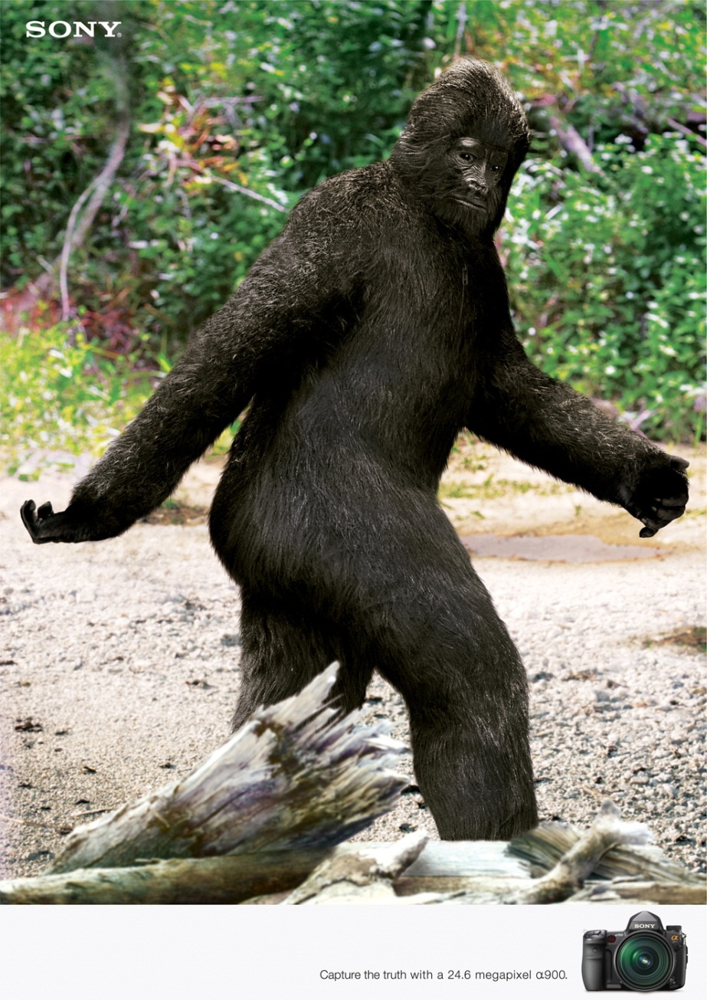 SONY
Capture the truth with a 24.6 megapixel α900.
SONY
α